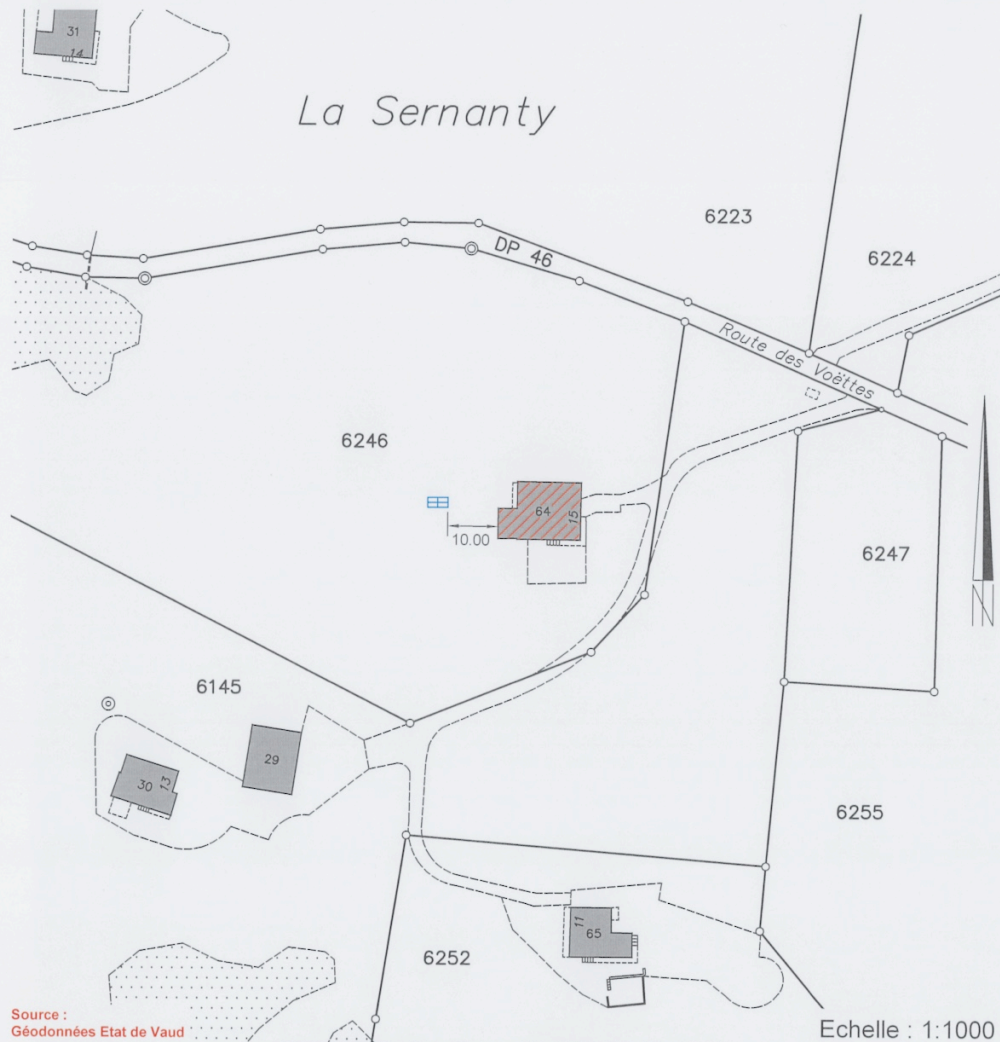 31
14
La Sernanty
6223
DP 46
6224
Route des Voëttes
6246
64
15
10.00
6247
N
6145
29
30
13
6255
11
65
6252
Source :
Géodonnées Etat de Vaud
Echelle : 1:1000